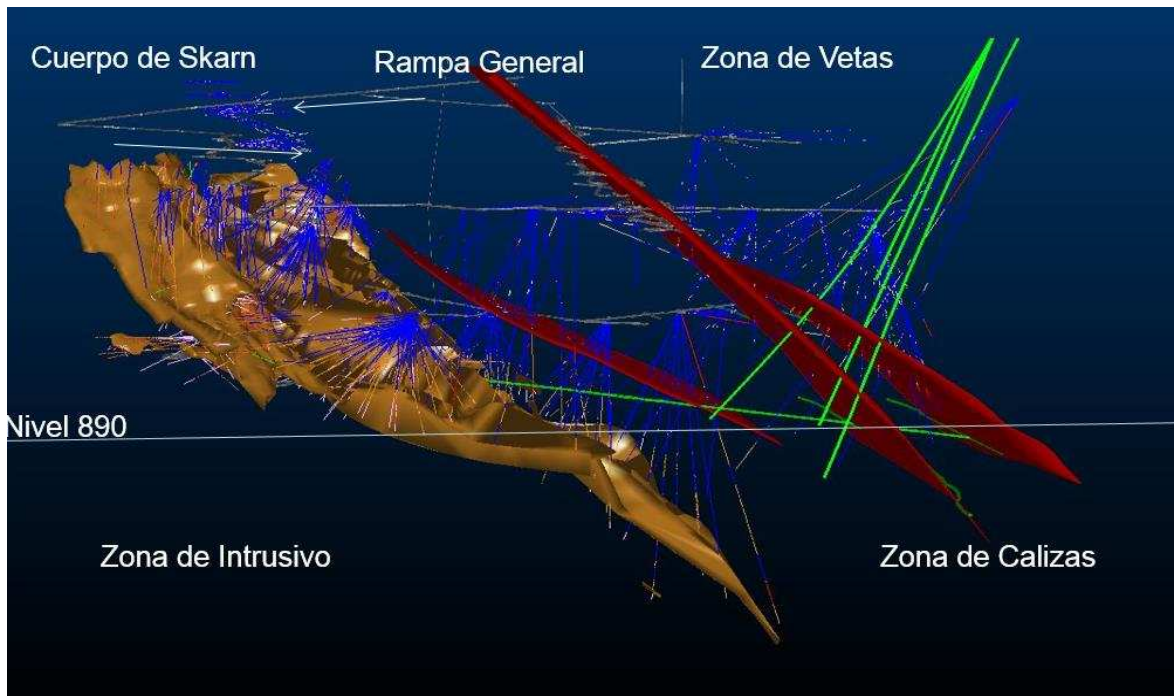 Cuerpo de Skarn
Rampa General
Zona de Vetas
Nivel 890
Zona de Intrusivo
Zona de Calizas